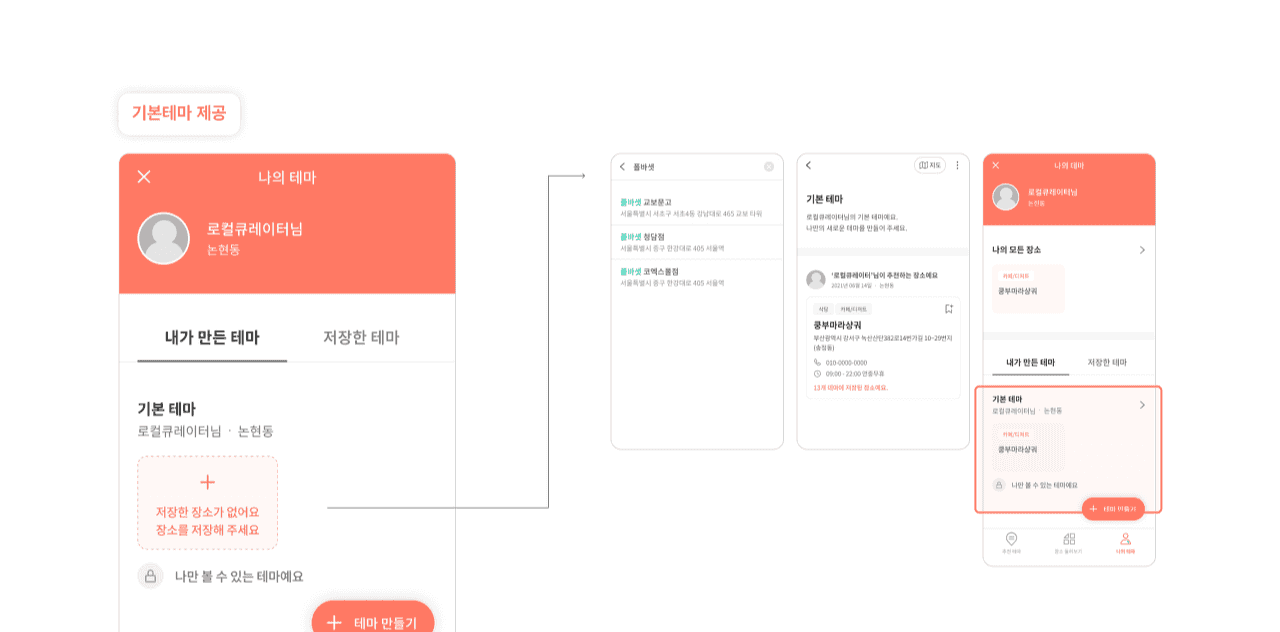 기본테마 제공
나의 테마
로컬큐레이터님
논현동
내가 만든 테마
저장한 테마
기본 테마
로컬큐레이터님 · 논현동
저장한 장소가 없어요
장소를 저장해 주세요
나만 볼 수 있는 테마예요
테마 만들기
폴바셋
폴바셋 교보문고
서울특별시 서초구 서초4동 강남대로 465 교보 타워
폴바셋 청담점
서울특별시 중구 한강대로 405 서울역
폴바셋 코엑스몰점
서울특별시 중구 한강대로 405 서울역
지도
기본 테마
로컬큐레이터님의 기본 테마예요.
나만의 새로운 테마를 만들어 주세요.
'로컬큐레이터'님이 추천하는 장소예요
2021년 08월 14일 · 논현동
식당
카페/디저트
쿵부마라샹궈
부산광역시 강서구 녹산산단382로14번가길 10~29번지
(송정동)
010-0000-0000
09:00 - 22:00 연중무휴
13개 테마에 저장된 장소예요.
나의 테마
로컬큐레이터님
논현동
나의 모든 장소
카페/디저트
쿵부마라샹궈
내가 만든 테마
저장한 테마
기본 테마
로컬큐레이터님 · 논현동
카페/디저트
쿵부마라샹궈
나만 볼 수 있는 테마예요
테마 만들기
추천 테마
장소 둘러보기
나의 테마